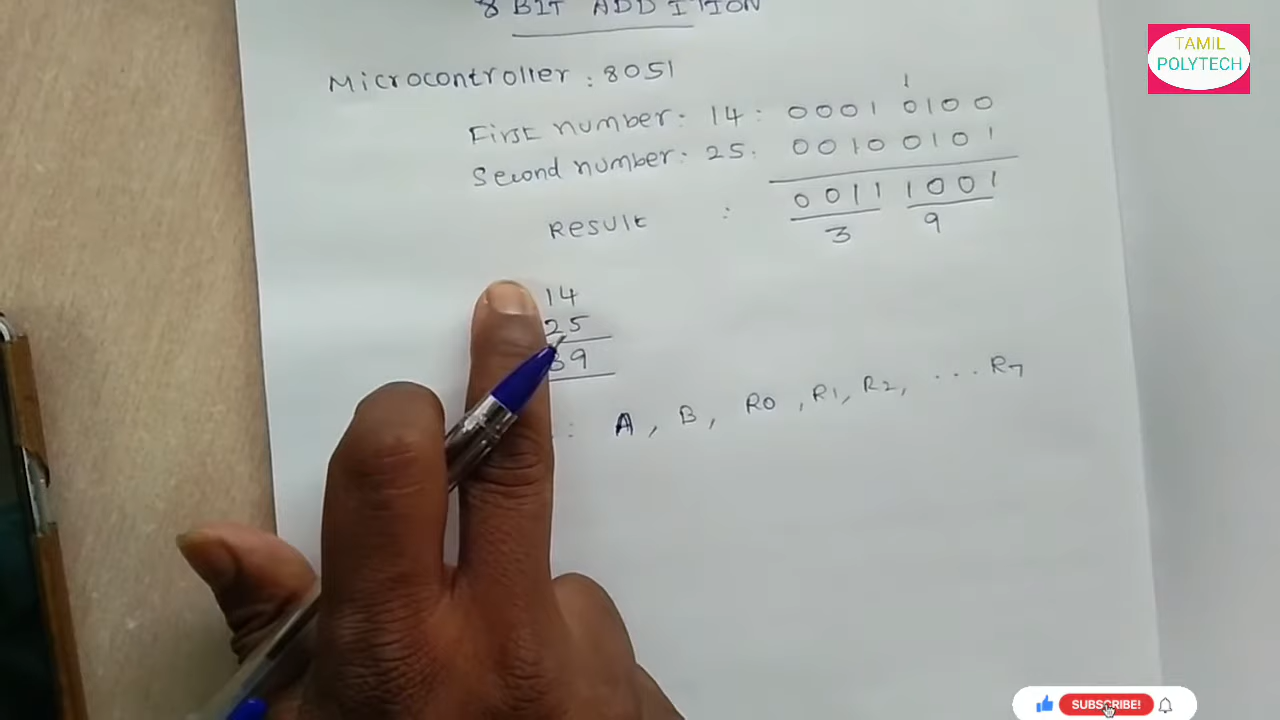 8 BIT ADDITION
Microcontroller : 8051
1
First number: 14: 0001 0100
Second number: 25: 0010 0101
Result : 0011 1001
3 9
14
25
39
: A, B, R0, R1, R2, ... R7
TAMIL
POLYTECH
SUBSCRIBE!